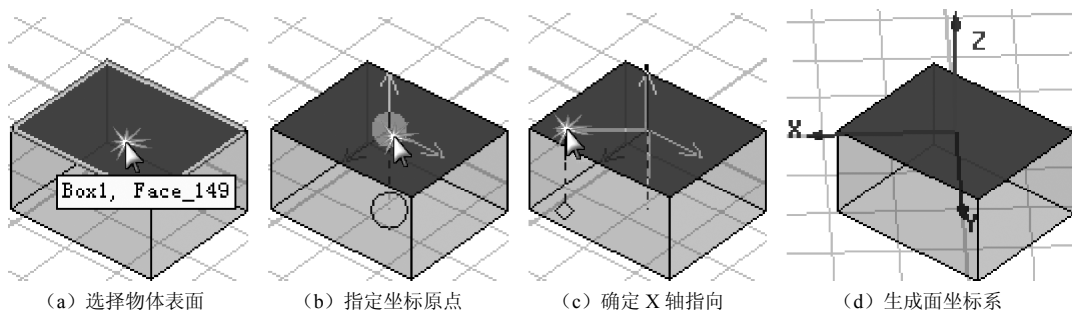 Box1, Face_149
Z
X
Y
（a）选择物体表面
（b）指定坐标原点
（c）确定 X 轴指向
（d）生成面坐标系